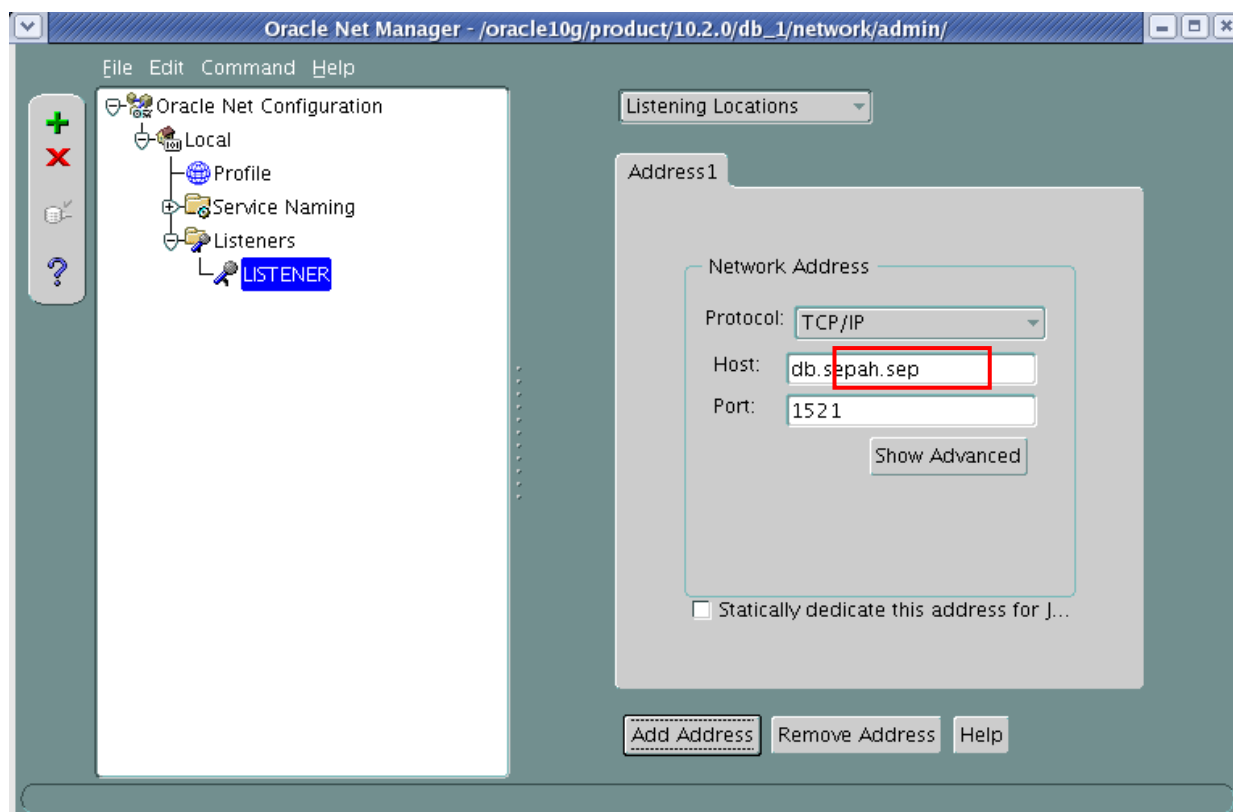 Oracle Net Manager - /oracle10g/product/10.2.0/db_1/network/admin/
File Edit Command Help
Oracle Net Configuration
Local
Profile
Service Naming
Listeners
LISTENER
Listening Locations
Address1
Network Address
Protocol: TCP/IP
Host: db.sepah.sep
Port: 1521
Show Advanced
Statically dedicate this address for J...
Add Address Remove Address Help